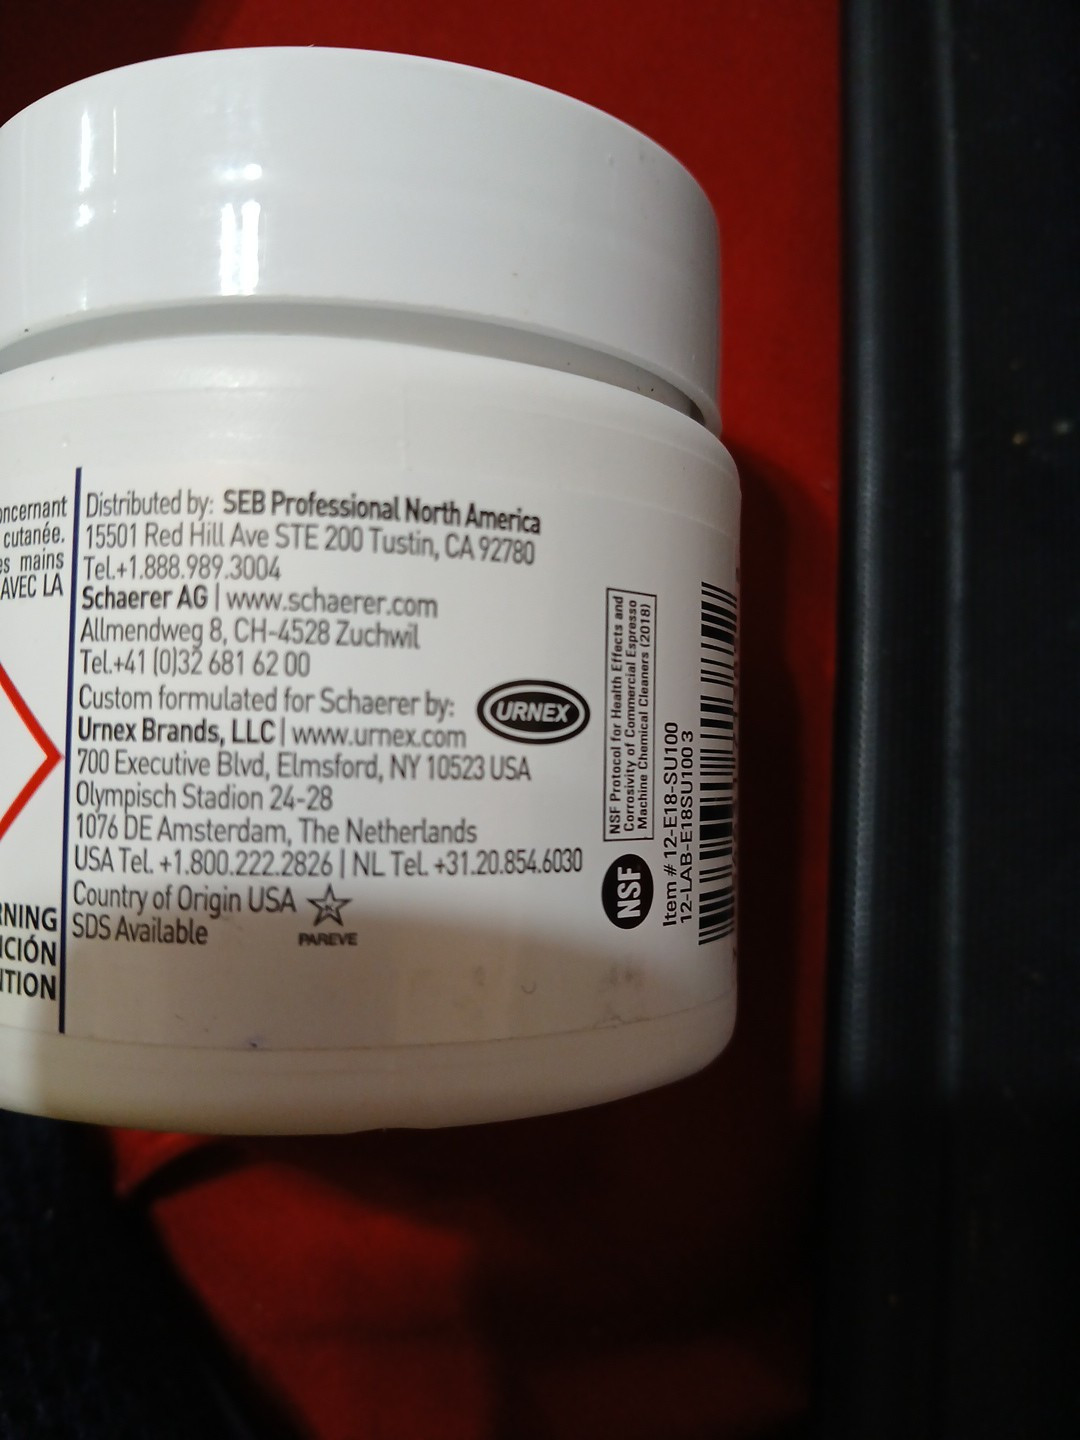 oncernant
cutanée.
es mains
AVEC LA
RNING
CIÓN
ITION
Distributed by: SEB Professional North America
15501 Red Hill Ave STE 200 Tustin, CA 92780
Tel.+1.888.989.3004
Schaerer AG | www.schaerer.com
Allmendweg 8, CH-4528 Zuchwil
Tel.+41 (0)32 681 62 00
Custom formulated for Schaerer by:
Urnex Brands, LLC | www.urnex.com
700 Executive Blvd, Elmsford, NY 10523 USA
Olympisch Stadion 24-28
1076 DE Amsterdam, The Netherlands
USA Tel. +1.800.222.2826 | NL Tel. +31.20.854.6030
Country of Origin USA
SDS Available
K
PAREVE
URNEX
NSF
NSF Protocol for Health Effects and
Corrosivity of Commercial Espresso
Machine Chemical Cleaners (2018)
Item # 12-E18-SU100
12-LAB-E18SU100 3